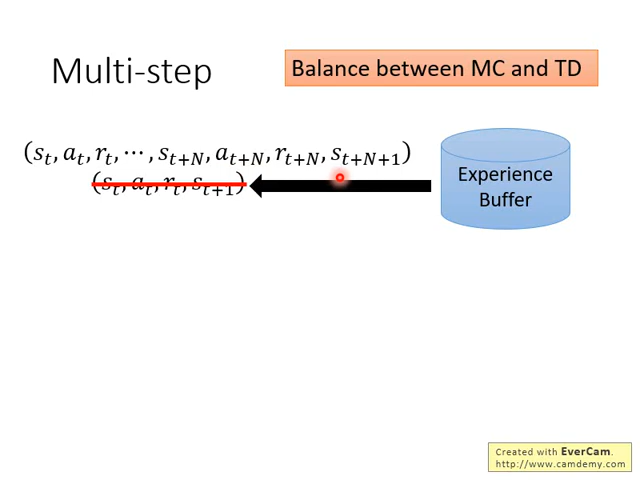 Multi-step
Balance between MC and TD
(s_t, a_t, r_t, ⋯, s_{t+N}, a_{t+N}, r_{t+N}, s_{t+N+1})
(s_t, a_t, r_t, s_{t+1})
Experience
Buffer
Created with EverCam.
http://www.camdemy.com